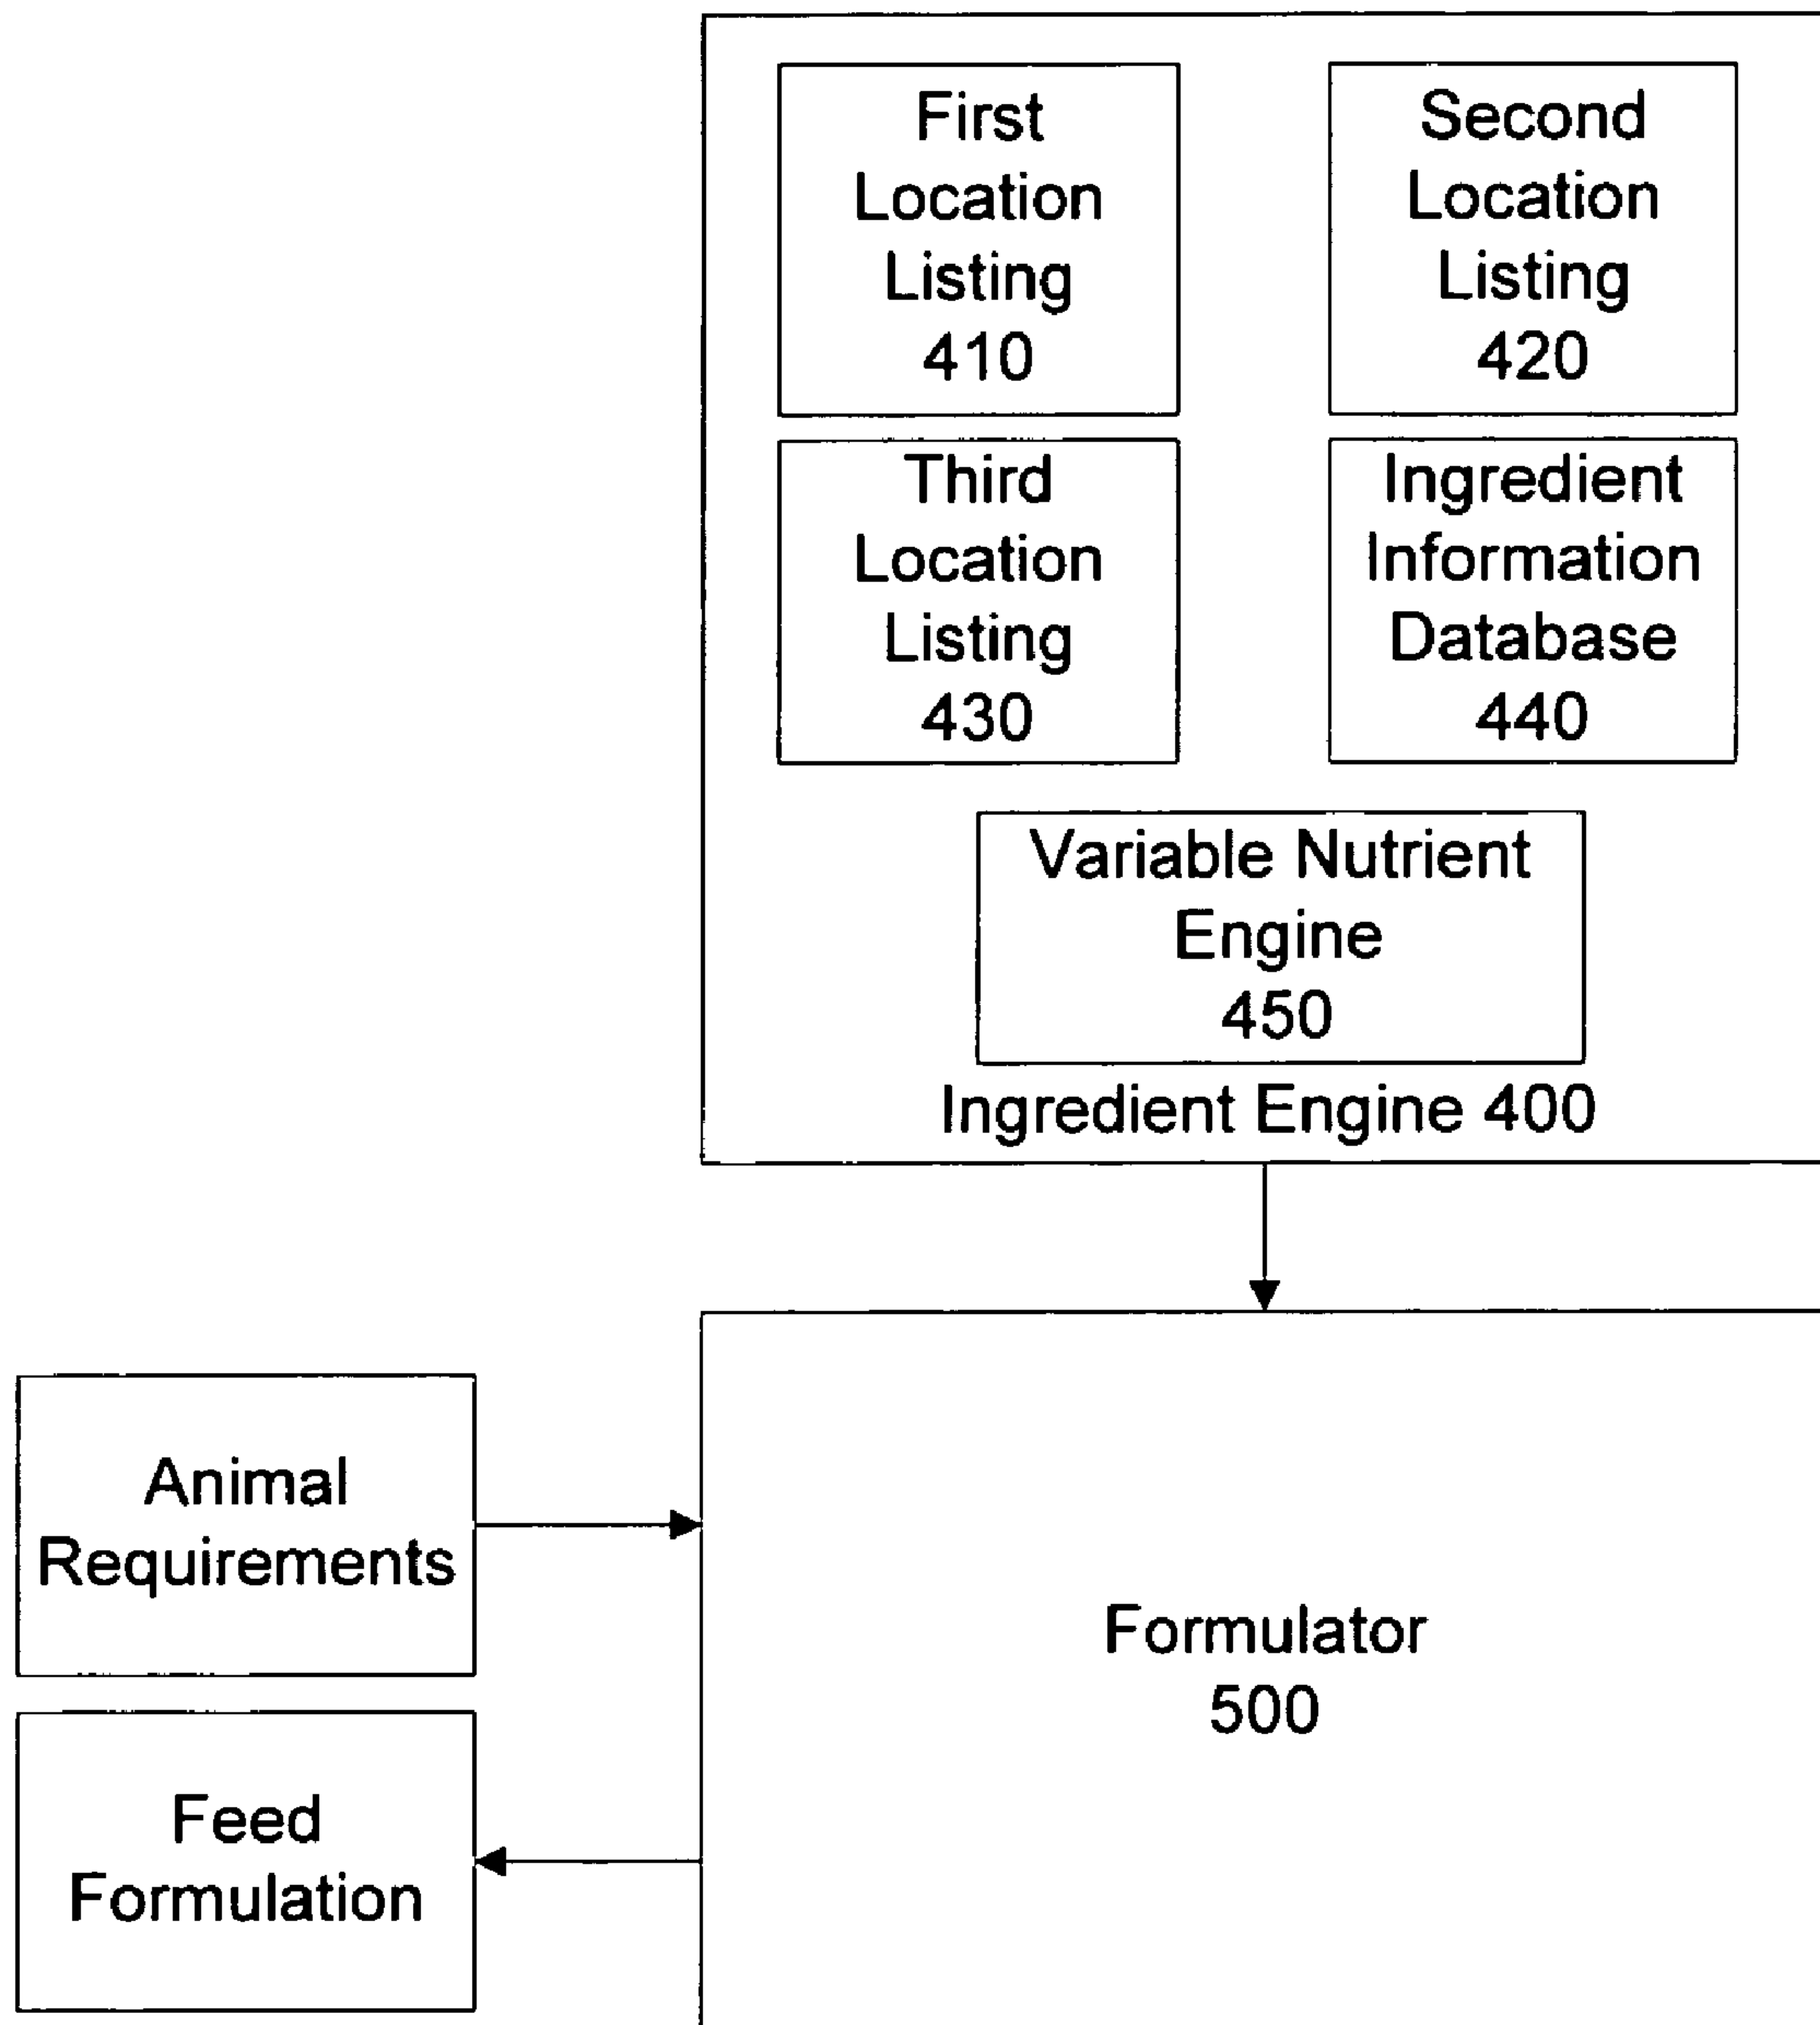 First
Location
Listing
410
Second
Location
Listing
420
Third
Location
Listing
430
Ingredient
Information
Database
440
Variable Nutrient
Engine
450
Ingredient Engine 400
Animal
Requirements
Feed
Formulation
Formulator
500